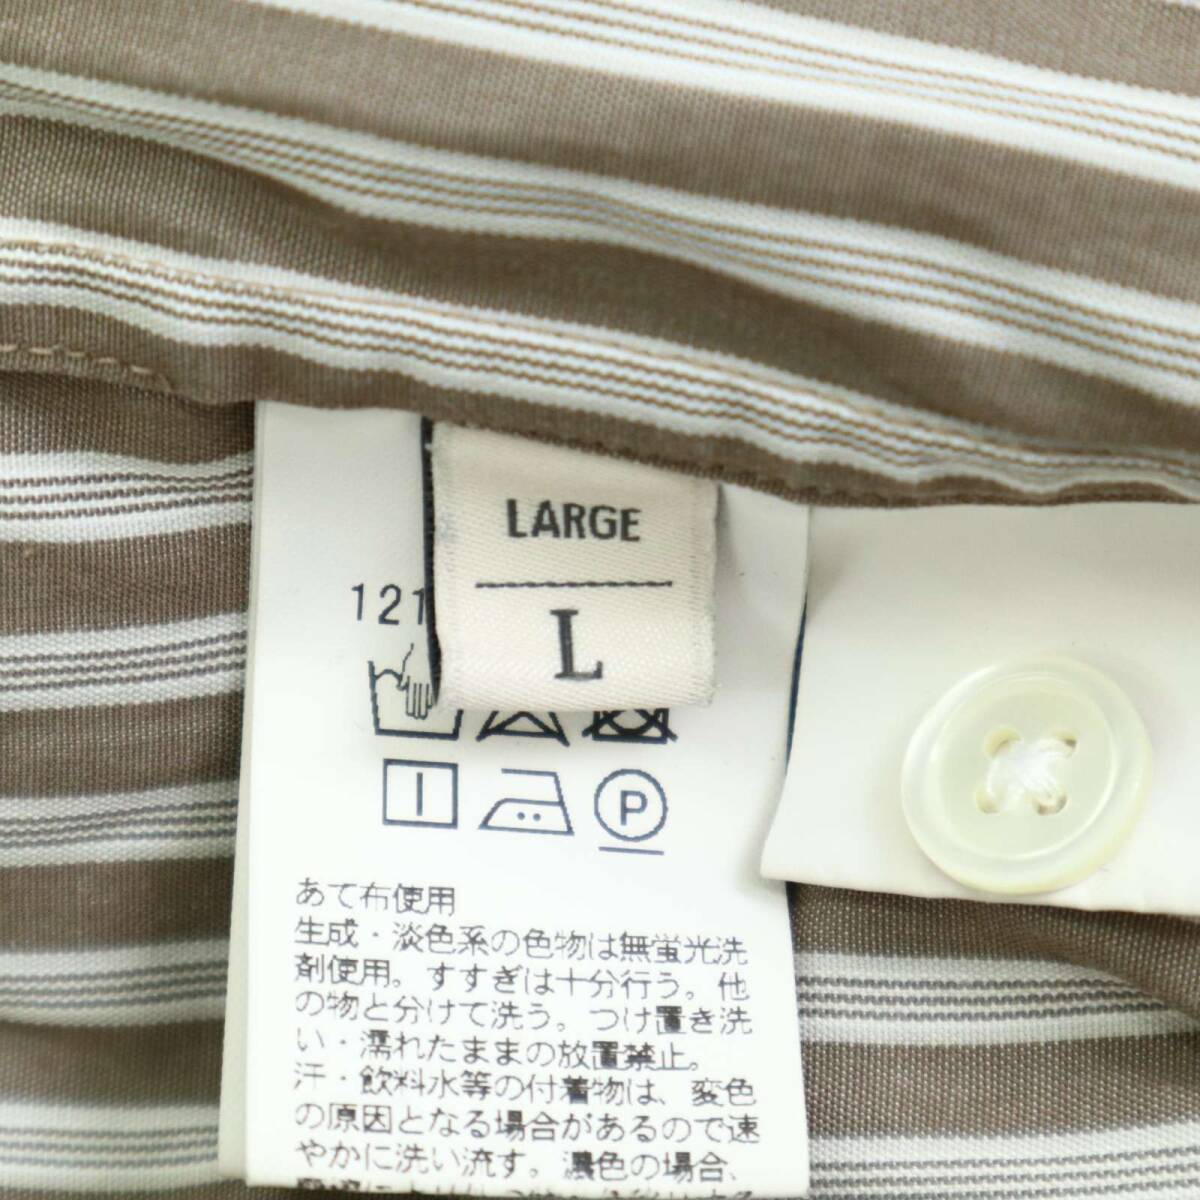 LARGE
L
121
P
あて布使用
生成・淡色系の色物は無蛍光洗
剤使用。すすぎは十分行う。他
の物と分けて洗う。つけ置き洗
い・濡れたままの放置禁止。
汗・飲料水等の付着物は、変色
の原因となる場合があるので速
やかに洗い流す。濃色の場合、